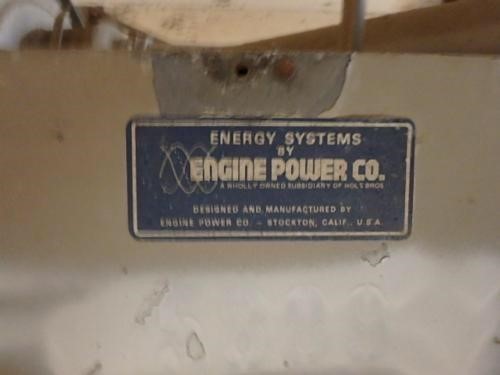 ENERGY SYSTEMS
BY
ENGINE POWER CO.
A WHOLLY OWNED SUBSIDIARY OF HOLT BROS
DESIGNED AND MANUFACTURED BY
ENGINE POWER CO. - STOCKTON, CALIF., U.S.A.